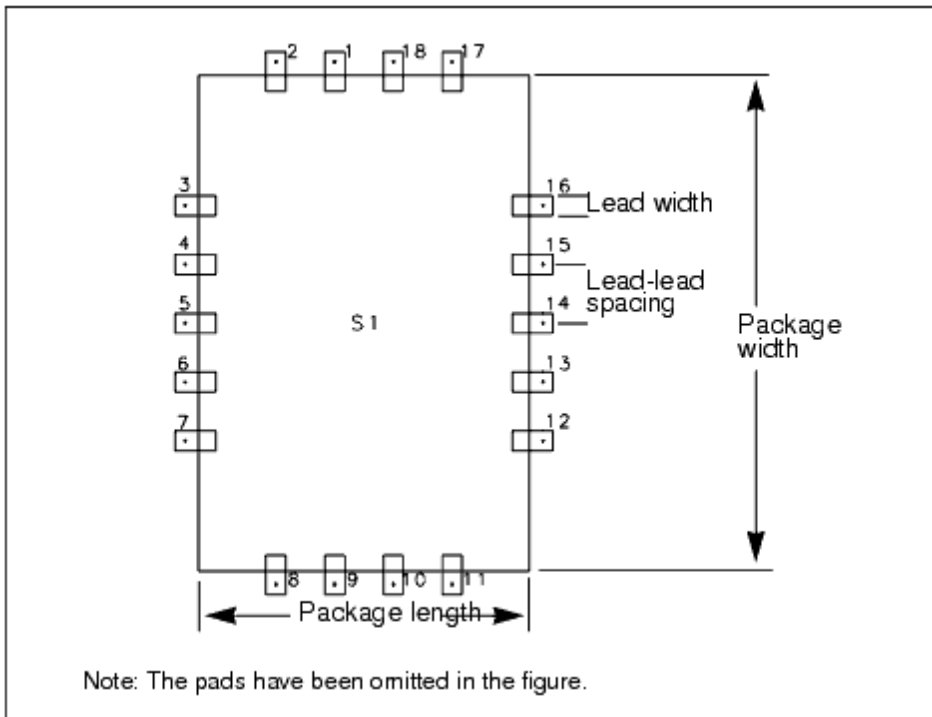 2 1 18 17
3 16 Lead width
4 15
Lead-lead
spacing
5 S1 14
Package
width
6 13
7 12
8 9 10 11
Package length
Note: The pads have been omitted in the figure.